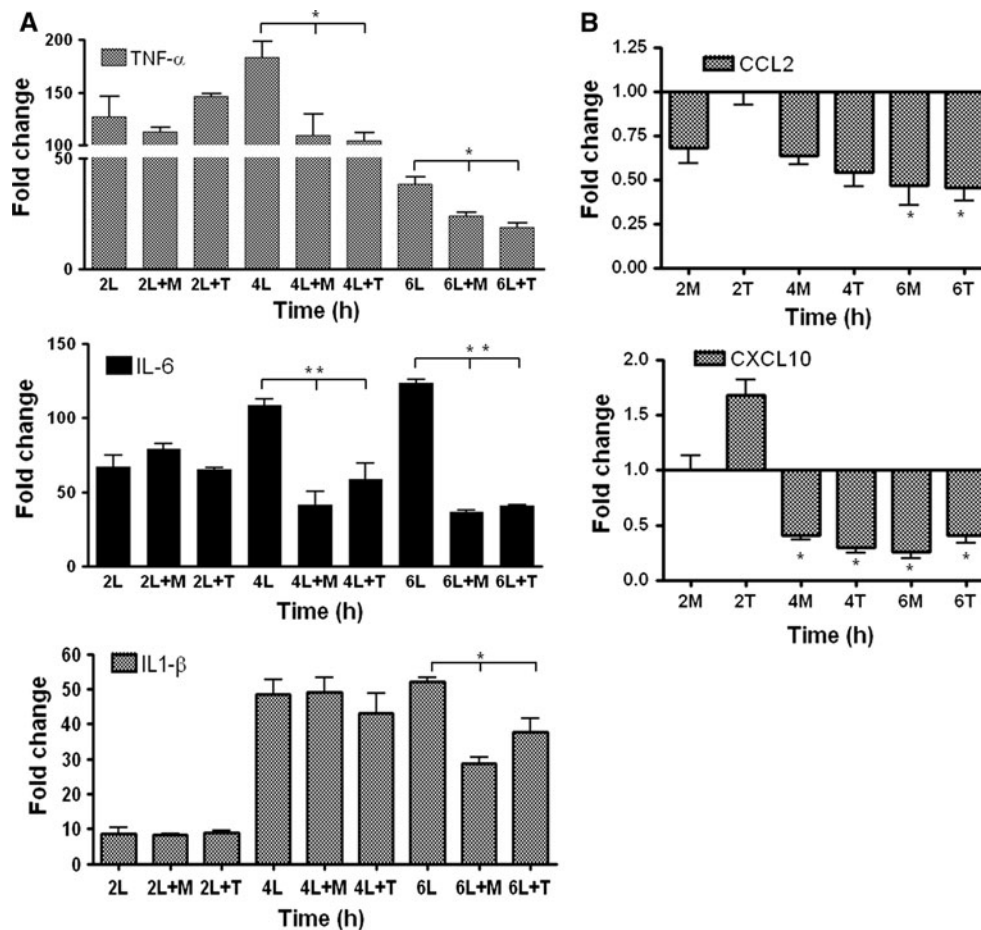 A
TNF-α
*
*
200
150
100
50
0
Fold change
2L 2L+M 2L+T 4L 4L+M 4L+T 6L 6L+M 6L+T
Time (h)
IL-6
**
* *
150
100
50
0
Fold change
2L 2L+M 2L+T 4L 4L+M 4L+T 6L 6L+M 6L+T
Time (h)
IL1-β
*
60
50
40
30
20
10
0
Fold change
2L 2L+M 2L+T 4L 4L+M 4L+T 6L 6L+M 6L+T
Time (h)
B
CCL2
1.25
1.00
0.75
0.50
0.25
0.00
Fold change
* *
2M 2T 4M 4T 6M 6T
Time (h)
CXCL10
2.0
1.5
1.0
0.5
0.0
Fold change
* * * *
2M 2T 4M 4T 6M 6T
Time (h)